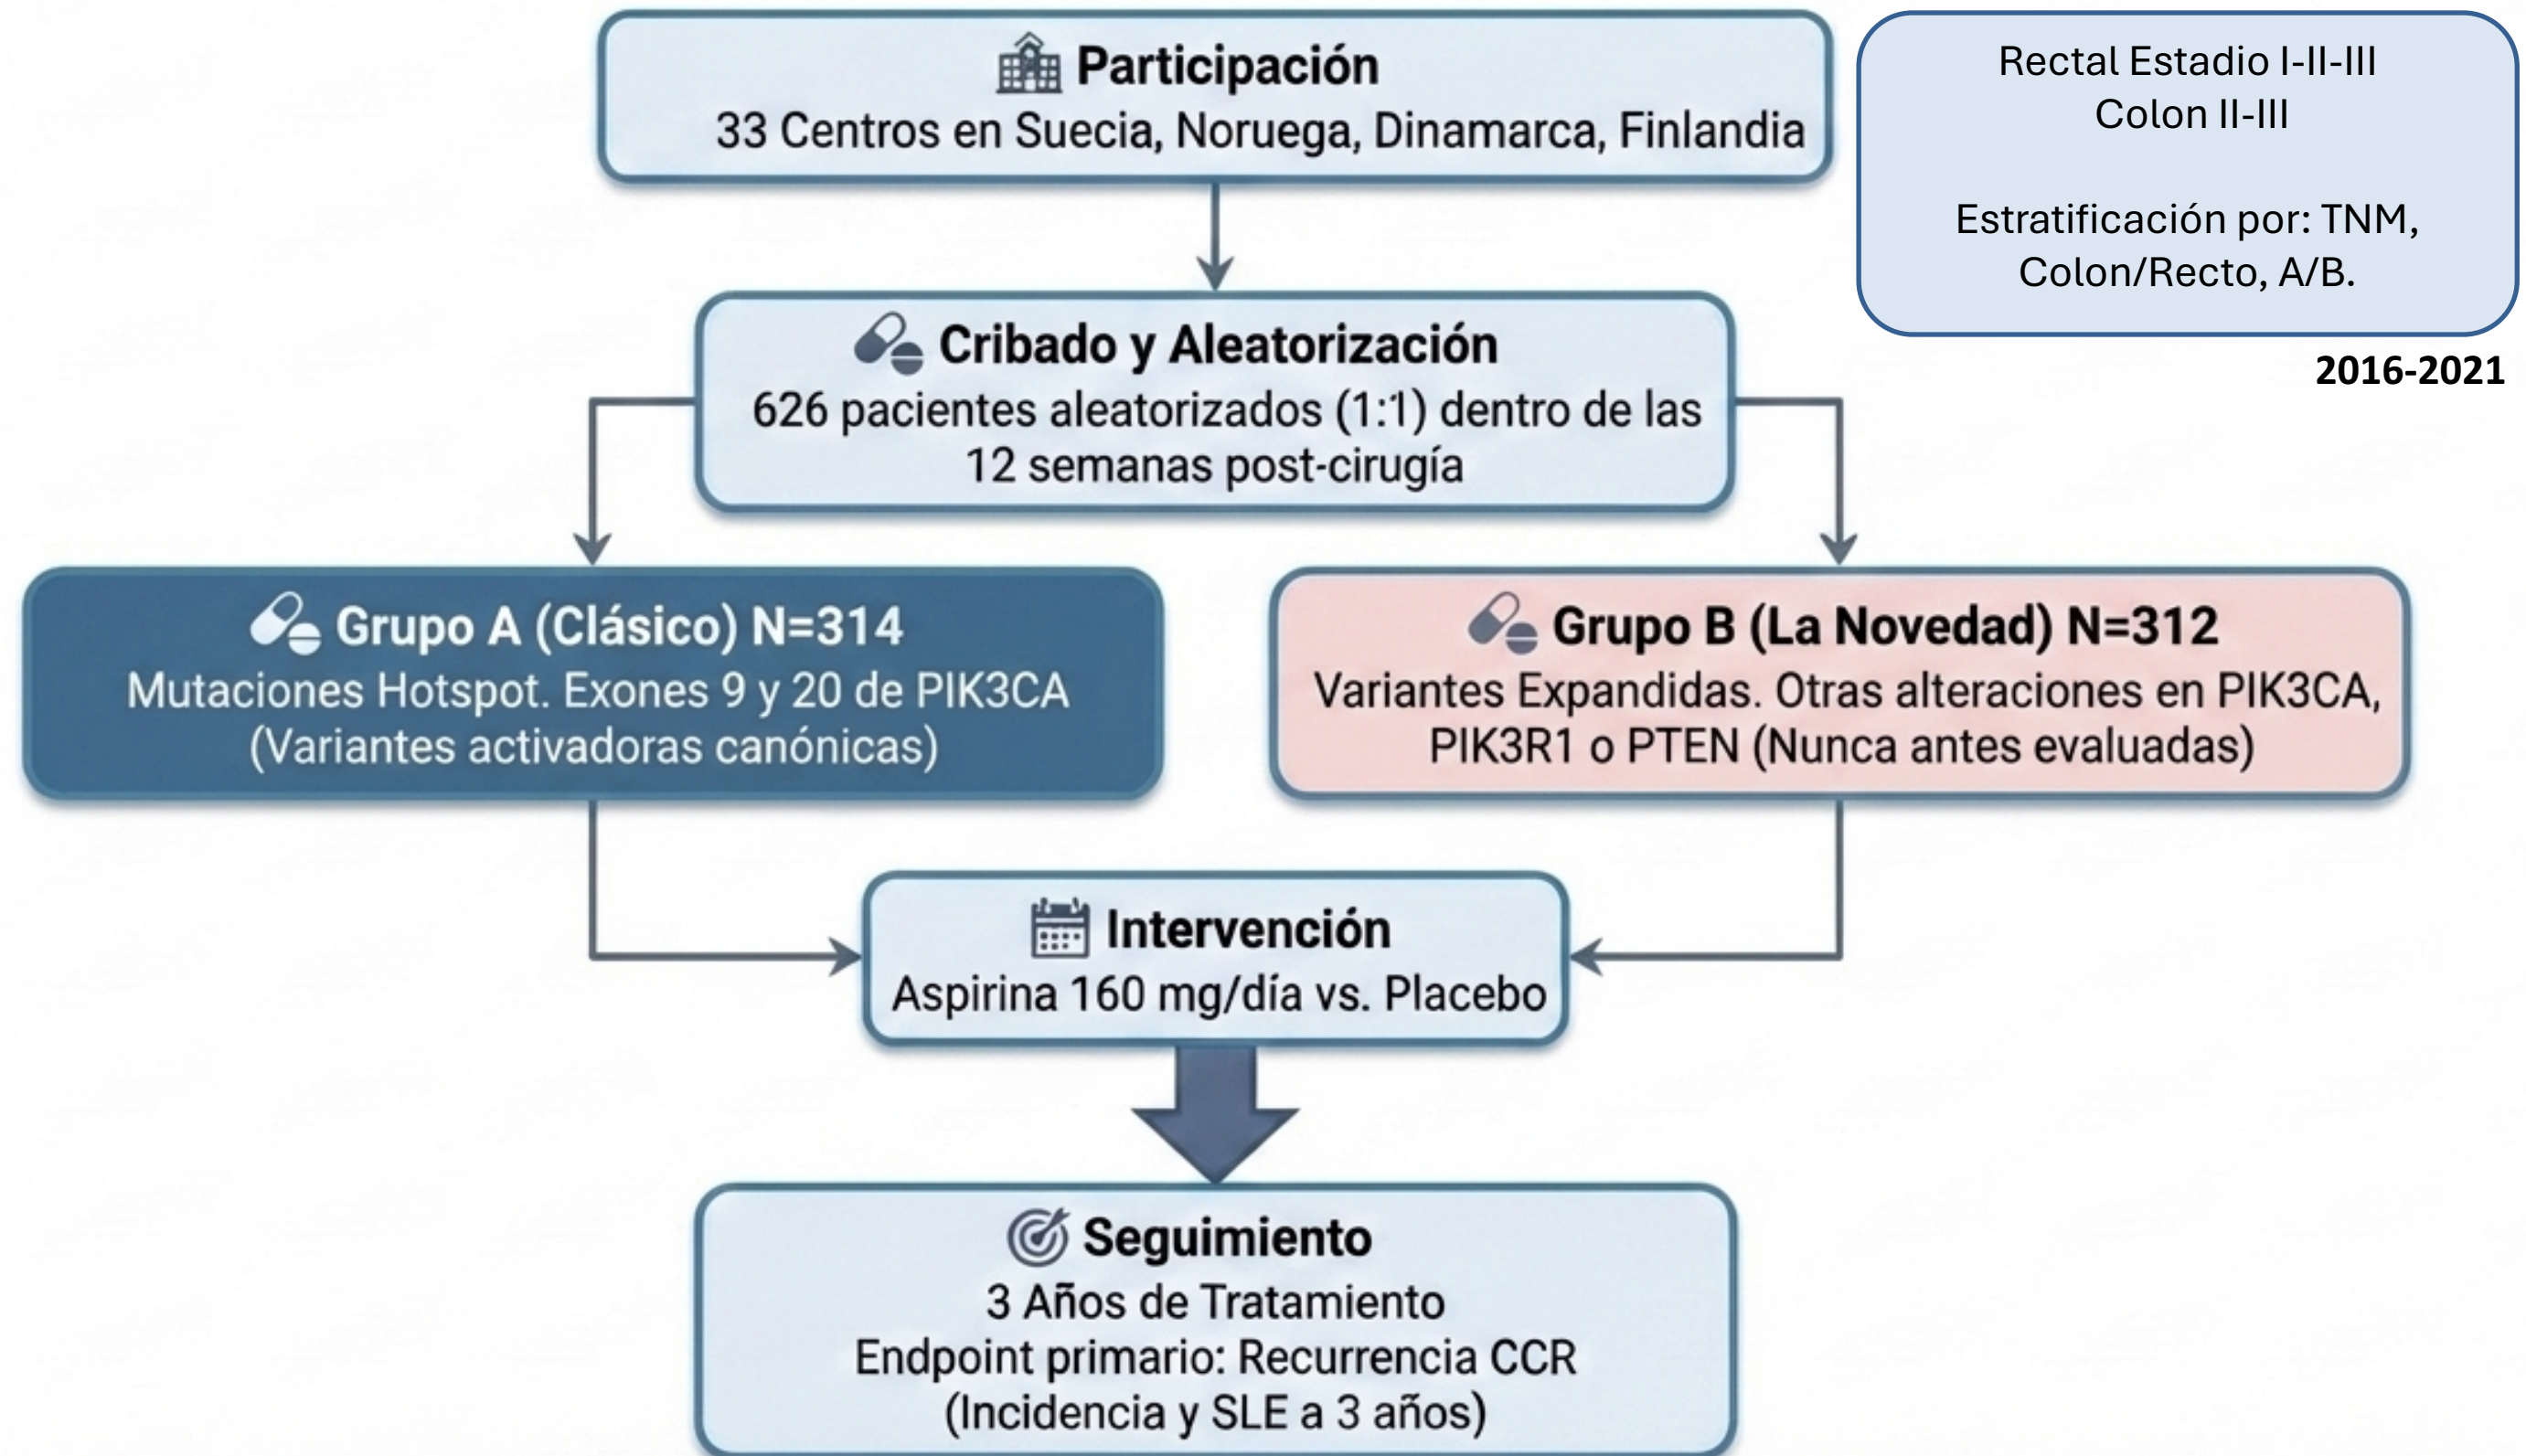 Participación
33 Centros en Suecia, Noruega, Dinamarca, Finlandia
Rectal Estadio I-II-III
Colon II-III
Estratificación por: TNM,
Colon/Recto, A/B.
2016-2021
Cribado y Aleatorización
626 pacientes aleatorizados (1:1) dentro de las
12 semanas post-cirugía
Grupo A (Clásico) N=314
Mutaciones Hotspot. Exones 9 y 20 de PIK3CA
(Variantes activadoras canónicas)
Grupo B (La Novedad) N=312
Variantes Expandidas. Otras alteraciones en PIK3CA,
PIK3R1 o PTEN (Nunca antes evaluadas)
Intervención
Aspirina 160 mg/día vs. Placebo
Seguimiento
3 Años de Tratamiento
Endpoint primario: Recurrencia CCR
(Incidencia y SLE a 3 años)